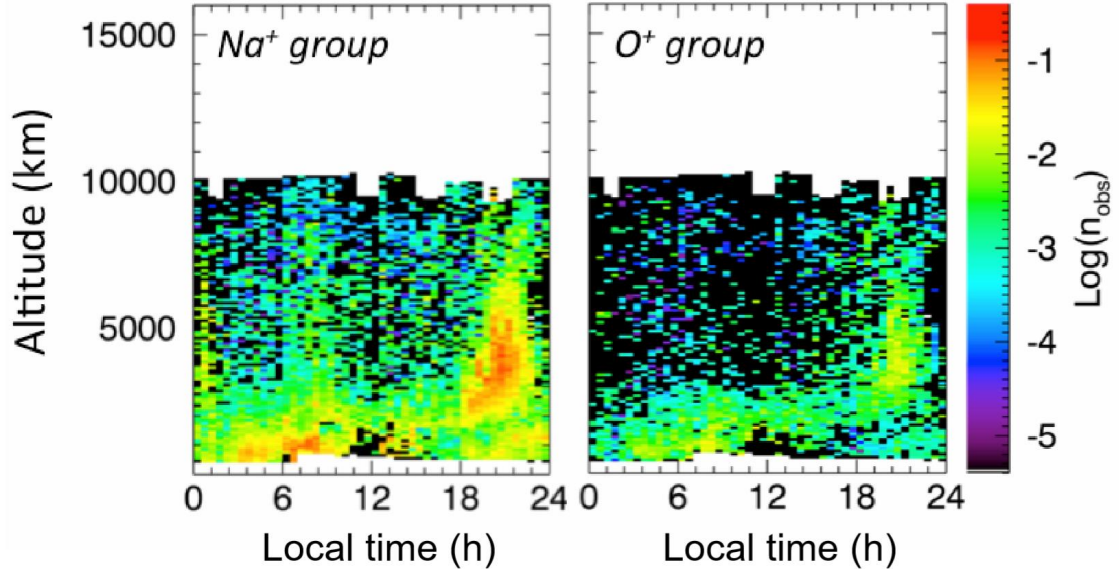 Na⁺ group
O⁺ group
15000
10000
5000
Altitude (km)
0 6 12 18 24
0 6 12 18 24
Local time (h)
Local time (h)
-1
-2
-3
-4
-5
Log(n_obs)